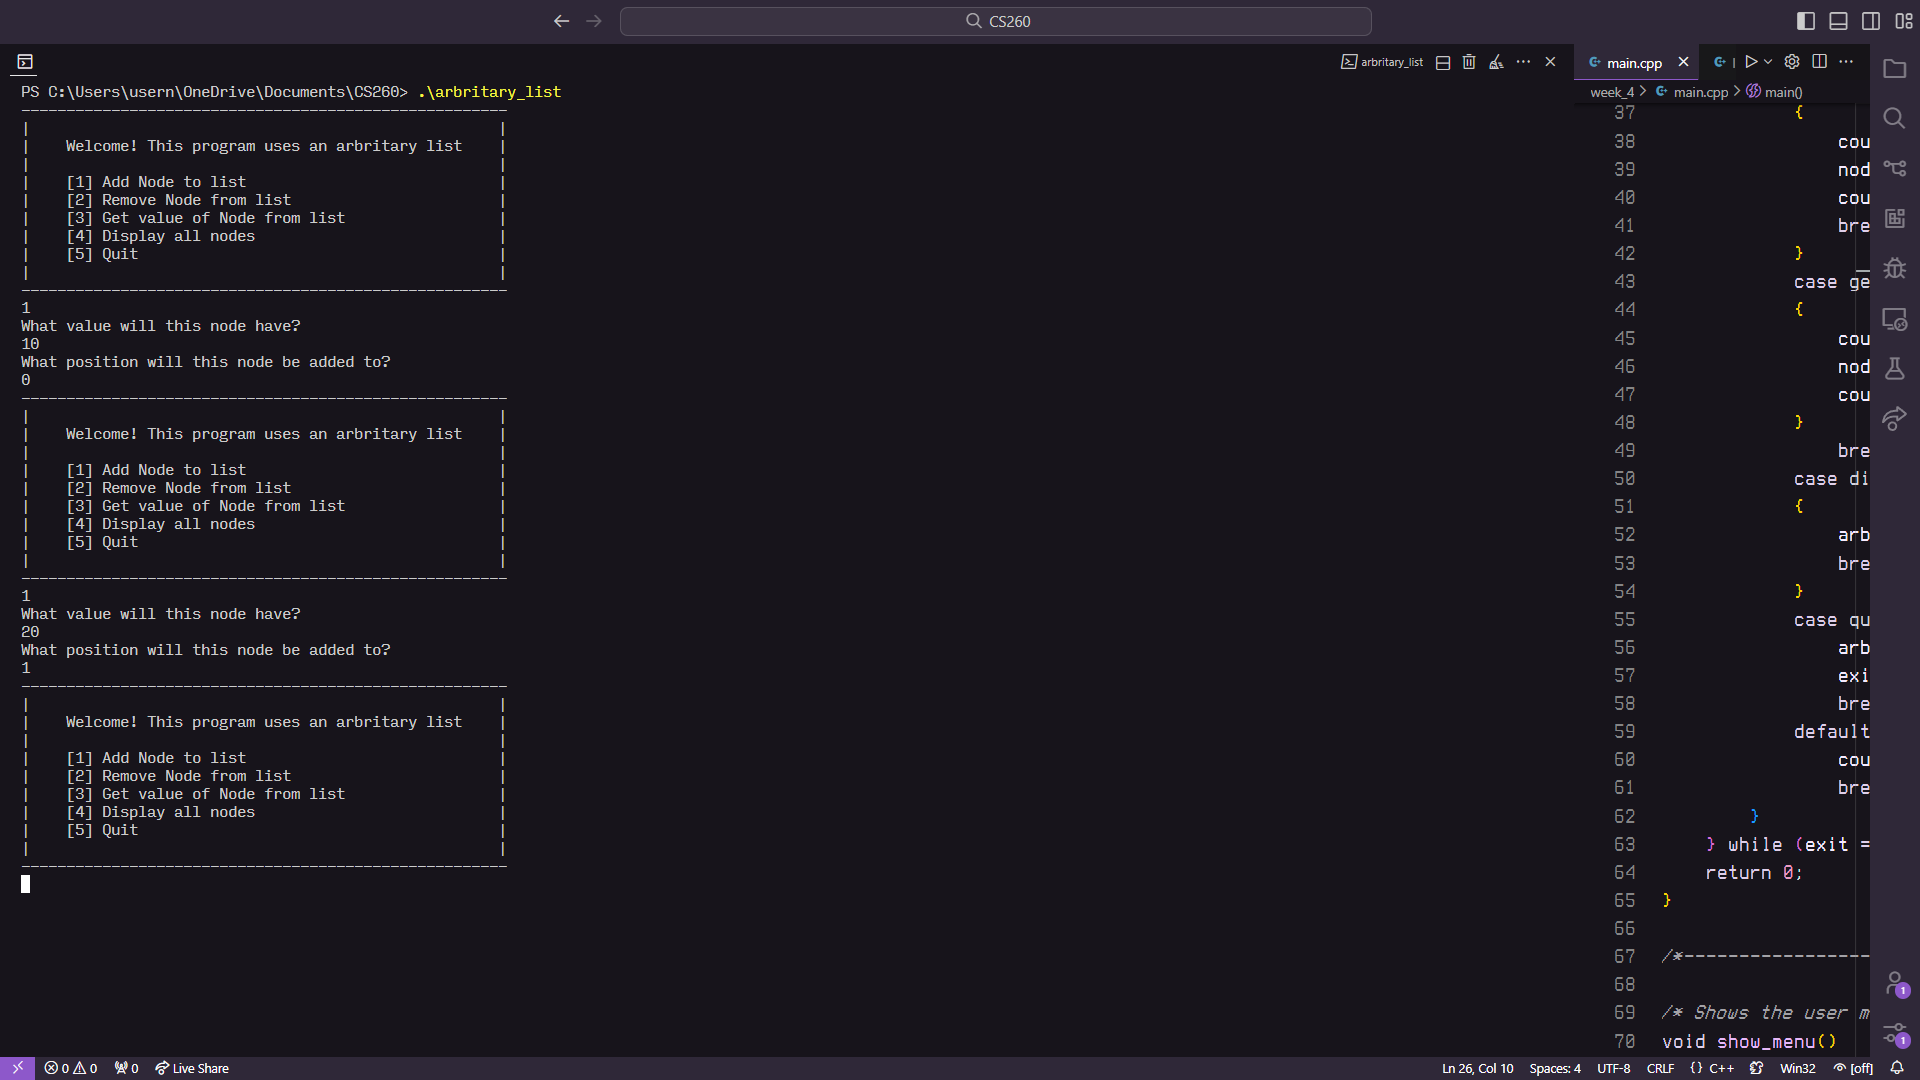 CS260
arbritary_list
main.cpp
PS C:\Users\usern\OneDrive\Documents\CS260> .\arbritary_list
------------------------------------------------------
|                                                    |
|    Welcome! This program uses an arbritary list    |
|                                                    |
|    [1] Add Node to list                            |
|    [2] Remove Node from list                       |
|    [3] Get value of Node from list                 |
|    [4] Display all nodes                           |
|    [5] Quit                                        |
|                                                    |
------------------------------------------------------
1
What value will this node have?
10
What position will this node be added to?
0
------------------------------------------------------
|                                                    |
|    Welcome! This program uses an arbritary list    |
|                                                    |
|    [1] Add Node to list                            |
|    [2] Remove Node from list                       |
|    [3] Get value of Node from list                 |
|    [4] Display all nodes                           |
|    [5] Quit                                        |
|                                                    |
------------------------------------------------------
1
What value will this node have?
20
What position will this node be added to?
1
------------------------------------------------------
|                                                    |
|    Welcome! This program uses an arbritary list    |
|                                                    |
|    [1] Add Node to list                            |
|    [2] Remove Node from list                       |
|    [3] Get value of Node from list                 |
|    [4] Display all nodes                           |
|    [5] Quit                                        |
|                                                    |
------------------------------------------------------
week_4 > main.cpp > main()
37 {
38 cou
39 nod
40 cou
41 bre
42 }
43 case ge
44 {
45 cou
46 nod
47 cou
48 }
49 bre
50 case di
51 {
52 arb
53 bre
54 }
55 case qu
56 arb
57 exi
58 bre
59 default
60 cou
61 bre
62 }
63 } while (exit =
64 return 0;
65 }
66
67 /*-----------------
68
69 /* Shows the user m
70 void show_menu()
1
1
0 0 0 Live Share Ln 26, Col 10 Spaces: 4 UTF-8 CRLF {} C++ Win32 [off]